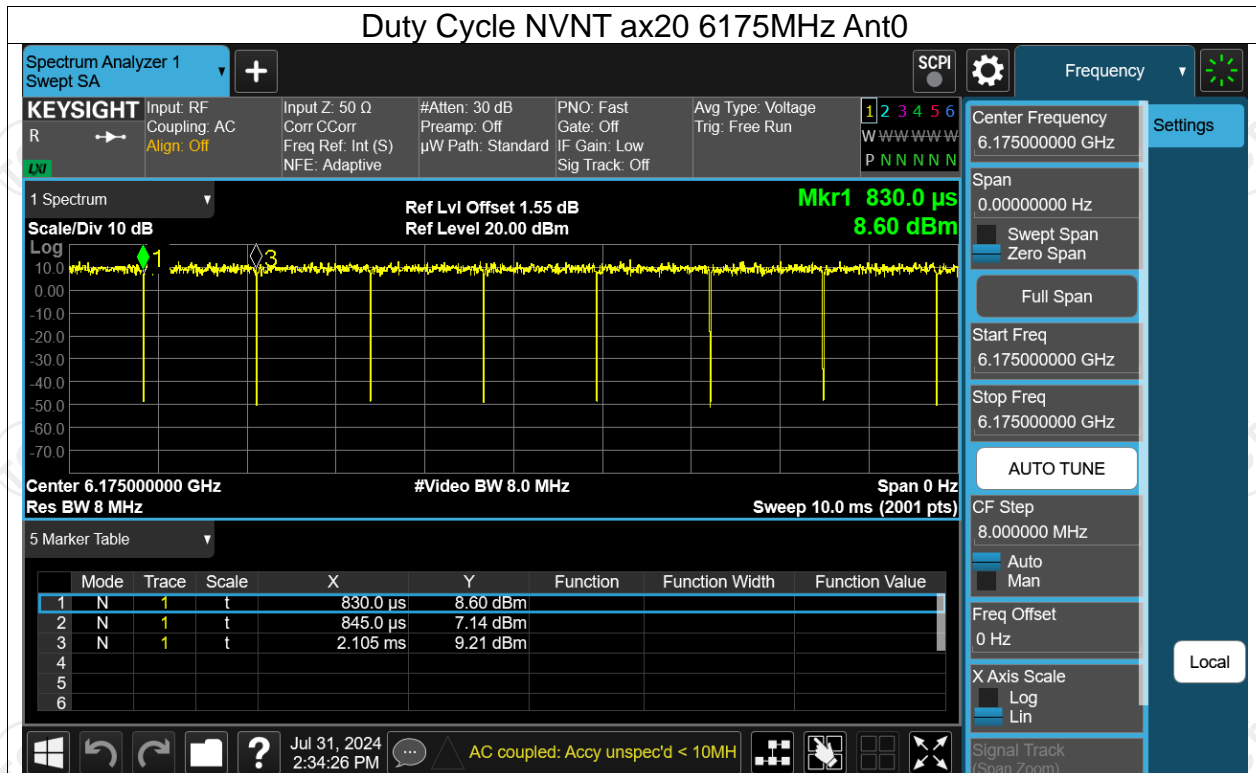 Duty Cycle NVNT ax20 6175MHz Ant0
Spectrum Analyzer 1
Swept SA
+
SCPI
Frequency
KEYSIGHT Input: RF Input Z: 50 Ω #Atten: 30 dB PNO: Fast Avg Type: Voltage 1 2 3 4 5 6
R Coupling: AC Corr CCorr Preamp: Off Gate: Off Trig: Free Run W W W W W W
Align: Off Freq Ref: Int (S) µW Path: Standard IF Gain: Low P N N N N N
LXI NFE: Adaptive Sig Track: Off
1 Spectrum
Ref Lvl Offset 1.55 dB Mkr1 830.0 µs
Scale/Div 10 dB Ref Level 20.00 dBm 8.60 dBm
Log
1 3
10.0
0.00
-10.0
-20.0
-30.0
-40.0
-50.0
-60.0
-70.0
Center 6.175000000 GHz #Video BW 8.0 MHz Span 0 Hz
Res BW 8 MHz Sweep 10.0 ms (2001 pts)
5 Marker Table
Mode Trace Scale X Y Function Function Width Function Value
1 N 1 t 830.0 µs 8.60 dBm
2 N 1 t 845.0 µs 7.14 dBm
3 N 1 t 2.105 ms 9.21 dBm
4
5
6
? Jul 31, 2024
2:34:26 PM
AC coupled: Accy unspec'd < 10MH
Center Frequency
6.175000000 GHz
Settings
Span
0.00000000 Hz
Swept Span
Zero Span
Full Span
Start Freq
6.175000000 GHz
Stop Freq
6.175000000 GHz
AUTO TUNE
CF Step
8.000000 MHz
Auto
Man
Freq Offset
0 Hz
Local
X Axis Scale
Log
Lin
Signal Track
(Span Zoom)